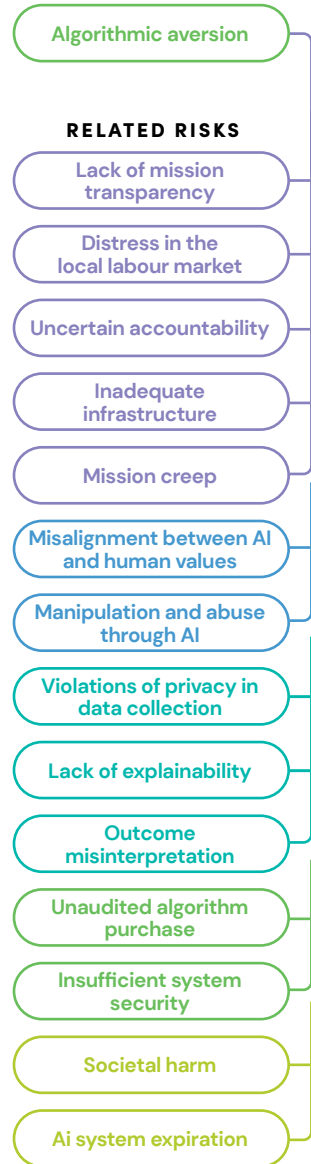 Algorithmic aversion
RELATED RISKS
Lack of mission
transparency
Distress in the
local labour market
Uncertain accountability
Inadequate
infrastructure
Mission creep
Misalignment between AI
and human values
Manipulation and abuse
through AI
Violations of privacy in
data collection
Lack of explainability
Outcome
misinterpretation
Unaudited algorithm
purchase
Insufficient system
security
Societal harm
Ai system expiration